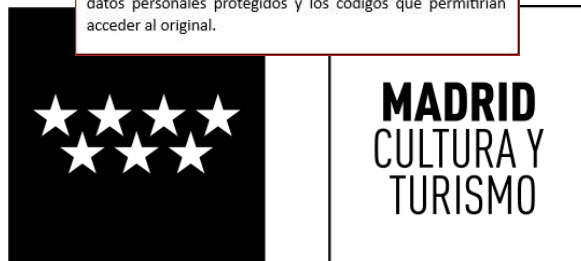 datos personales protegidos y los códigos que permitirían
acceder al original.
MADRID
CULTURA Y
TURISMO